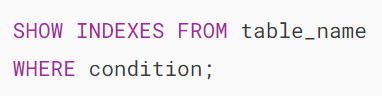 SHOW INDEXES FROM table_name
WHERE condition;